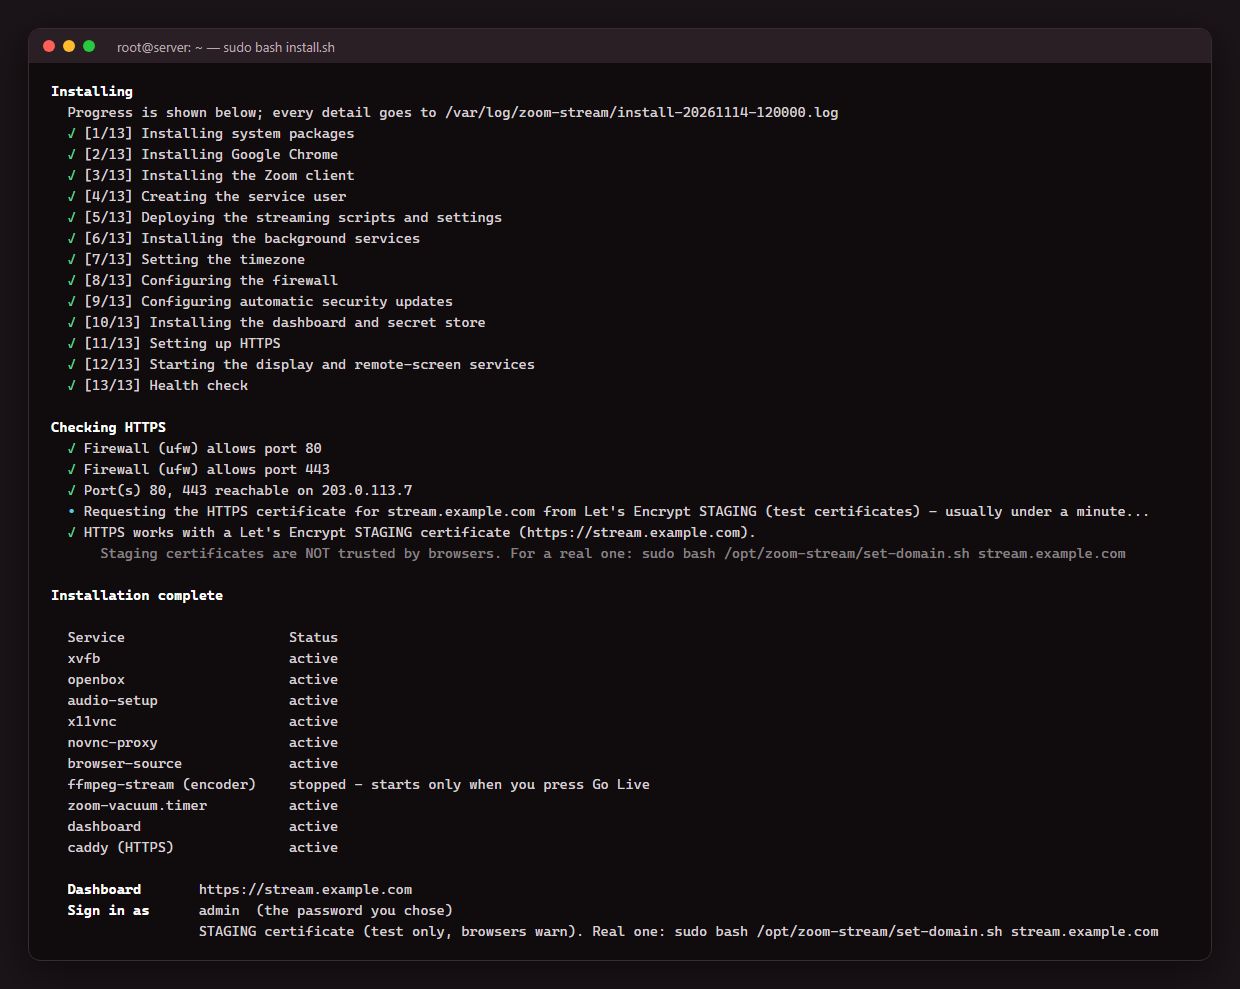 root@server: ~ — sudo bash install.sh
Installing
Progress is shown below; every detail goes to /var/log/zoom-stream/install-20261114-120000.log
✓ [1/13] Installing system packages
✓ [2/13] Installing Google Chrome
✓ [3/13] Installing the Zoom client
✓ [4/13] Creating the service user
✓ [5/13] Deploying the streaming scripts and settings
✓ [6/13] Installing the background services
✓ [7/13] Setting the timezone
✓ [8/13] Configuring the firewall
✓ [9/13] Configuring automatic security updates
✓ [10/13] Installing the dashboard and secret store
✓ [11/13] Setting up HTTPS
✓ [12/13] Starting the display and remote-screen services
✓ [13/13] Health check
Checking HTTPS
✓ Firewall (ufw) allows port 80
✓ Firewall (ufw) allows port 443
✓ Port(s) 80, 443 reachable on 203.0.113.7
• Requesting the HTTPS certificate for stream.example.com from Let's Encrypt STAGING (test certificates) — usually under a minute...
✓ HTTPS works with a Let's Encrypt STAGING certificate (https://stream.example.com).
Staging certificates are NOT trusted by browsers. For a real one: sudo bash /opt/zoom-stream/set-domain.sh stream.example.com
Installation complete
Service Status
xvfb active
openbox active
audio-setup active
x11vnc active
novnc-proxy active
browser-source active
ffmpeg-stream (encoder) stopped — starts only when you press Go Live
zoom-vacuum.timer active
dashboard active
caddy (HTTPS) active
Dashboard https://stream.example.com
Sign in as admin (the password you chose)
STAGING certificate (test only, browsers warn). Real one: sudo bash /opt/zoom-stream/set-domain.sh stream.example.com